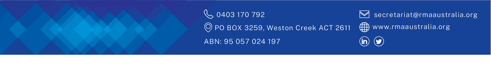 0403 170 792
secretariat@rmaaustralia.org
PO BOX 3259, Weston Creek ACT 2611
www.rmaaustralia.org
ABN: 95 057 024 197